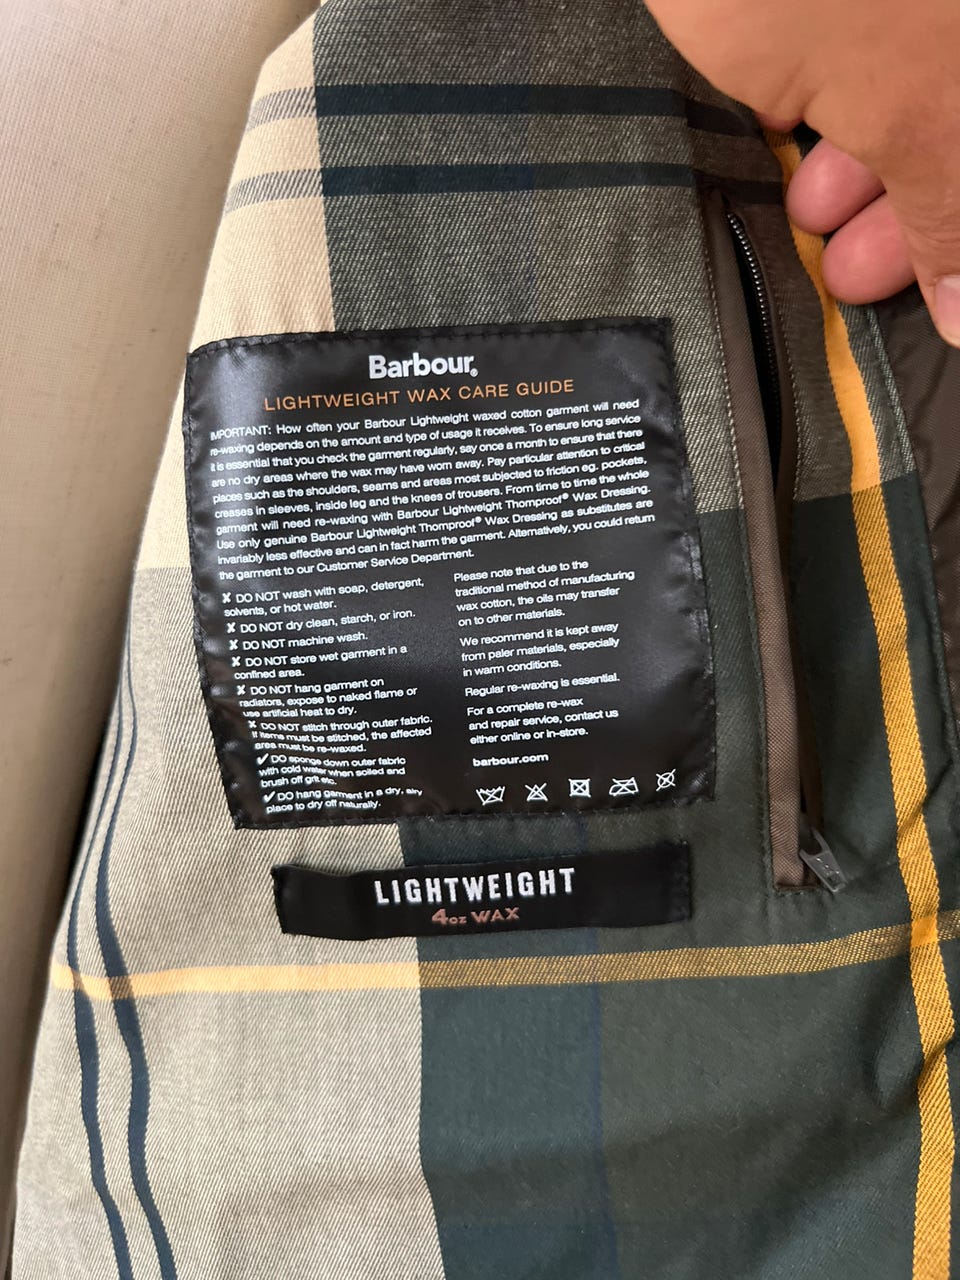 Barbour®
LIGHTWEIGHT WAX CARE GUIDE
IMPORTANT: How often your Barbour Lightweight waxed cotton garment will need
re-waxing depends on the amount and type of usage it receives. To ensure long service
it is essential that you check the garment regularly, say once a month to ensure that there
are no dry areas where the wax may have worn away. Pay particular attention to critical
places such as the shoulders, seams and areas most subjected to friction eg. pockets,
creases in sleeves, inside leg and the knees of trousers. From time to time the whole
garment will need re-waxing with Barbour Lightweight Thornproof® Wax Dressing.
Use only genuine Barbour Lightweight Thornproof® Wax Dressing as substitutes are
invariably less effective and can in fact harm the garment. Alternatively, you could return
the garment to our Customer Service Department.
✘ DO NOT wash with soap, detergent,
solvents, or hot water.
✘ DO NOT dry clean, starch, or iron.
✘ DO NOT machine wash.
✘ DO NOT store wet garment in a
confined area.
✘ DO NOT hang garment on
radiators, expose to naked flame or
use artificial heat to dry.
✘ DO NOT stitch through outer fabric.
If items must be stitched, the affected
area must be re-waxed.
✔ DO sponge down outer fabric
with cold water when soiled and
brush off grit etc.
✔ DO hang garment in a dry, airy
place to dry off naturally.
Please note that due to the
traditional method of manufacturing
wax cotton, the oils may transfer
on to other materials.
We recommend it is kept away
from paler materials, especially
in warm conditions.
Regular re-waxing is essential.
For a complete re-wax
and repair service, contact us
either online or in-store.
barbour.com
LIGHTWEIGHT
4oz WAX